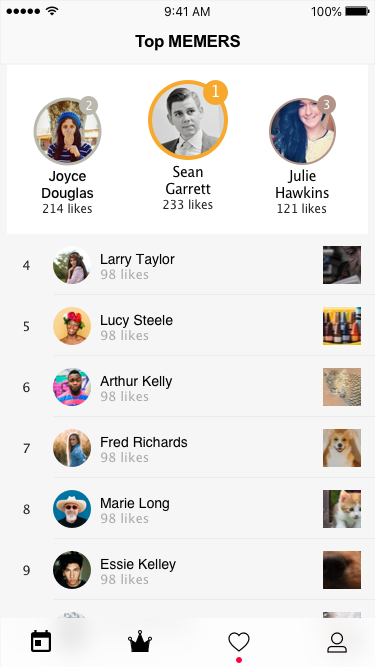 9:41 AM
100%
Top MEMERS
2
1
3
Joyce
Douglas
214 likes
Sean
Garrett
233 likes
Julie
Hawkins
121 likes
4
Larry Taylor
98 likes
5
Lucy Steele
98 likes
6
Arthur Kelly
98 likes
7
Fred Richards
98 likes
8
Marie Long
98 likes
9
Essie Kelley
98 likes